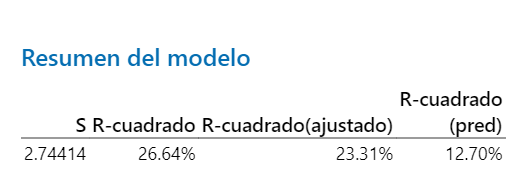 Resumen del modelo
R-cuadrado
S R-cuadrado R-cuadrado(ajustado) (pred)
2.74414 26.64% 23.31% 12.70%